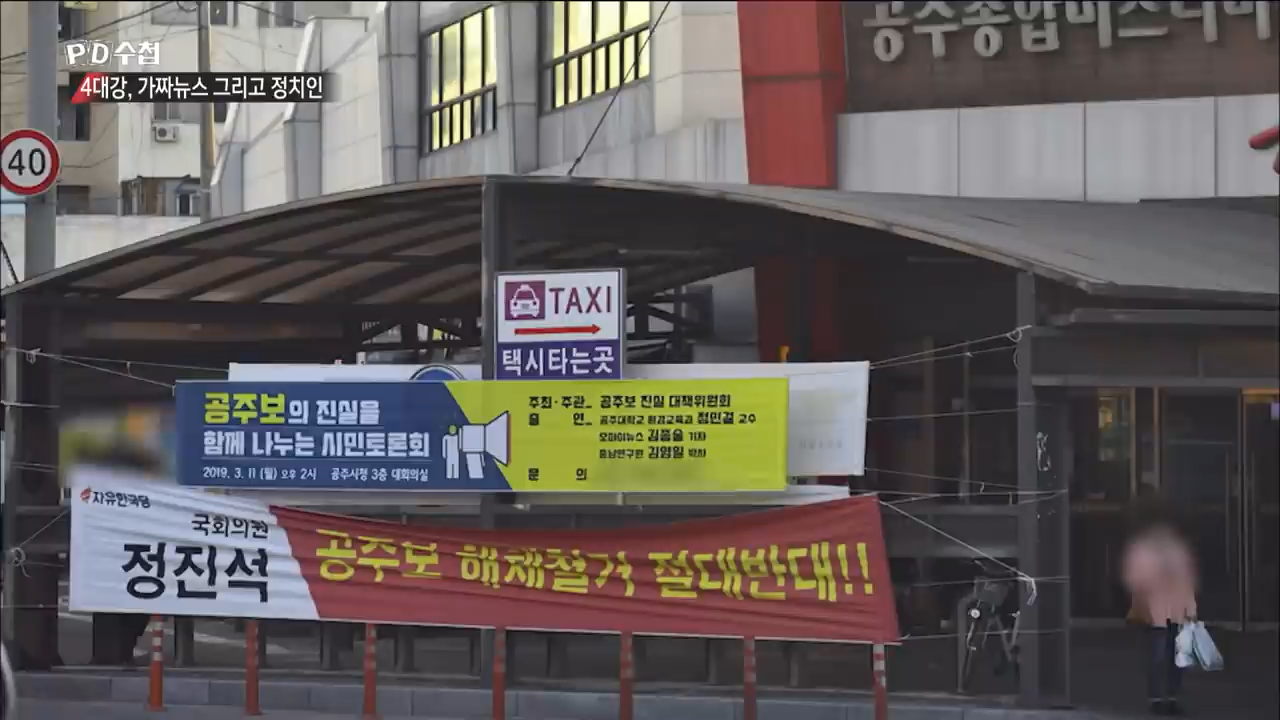 PD수첩
4대강, 가짜뉴스 그리고 정치인
공주종합버스터미
40
TAXI
택시타는곳
공주보의 진실을
함께 나누는 시민토론회
2019. 3. 11 (월) 오후 2시 공주시청 3층 대회의실
주최·주관_ 공주보 진실 대책위원회
출 연_ 공주대학교 환경교육과 정민걸 교수
오마이뉴스 김종술 기자
충남연구원 김영일 박사
문 의
자유한국당
국회의원
정진석
공주보 해체철거 절대반대!!